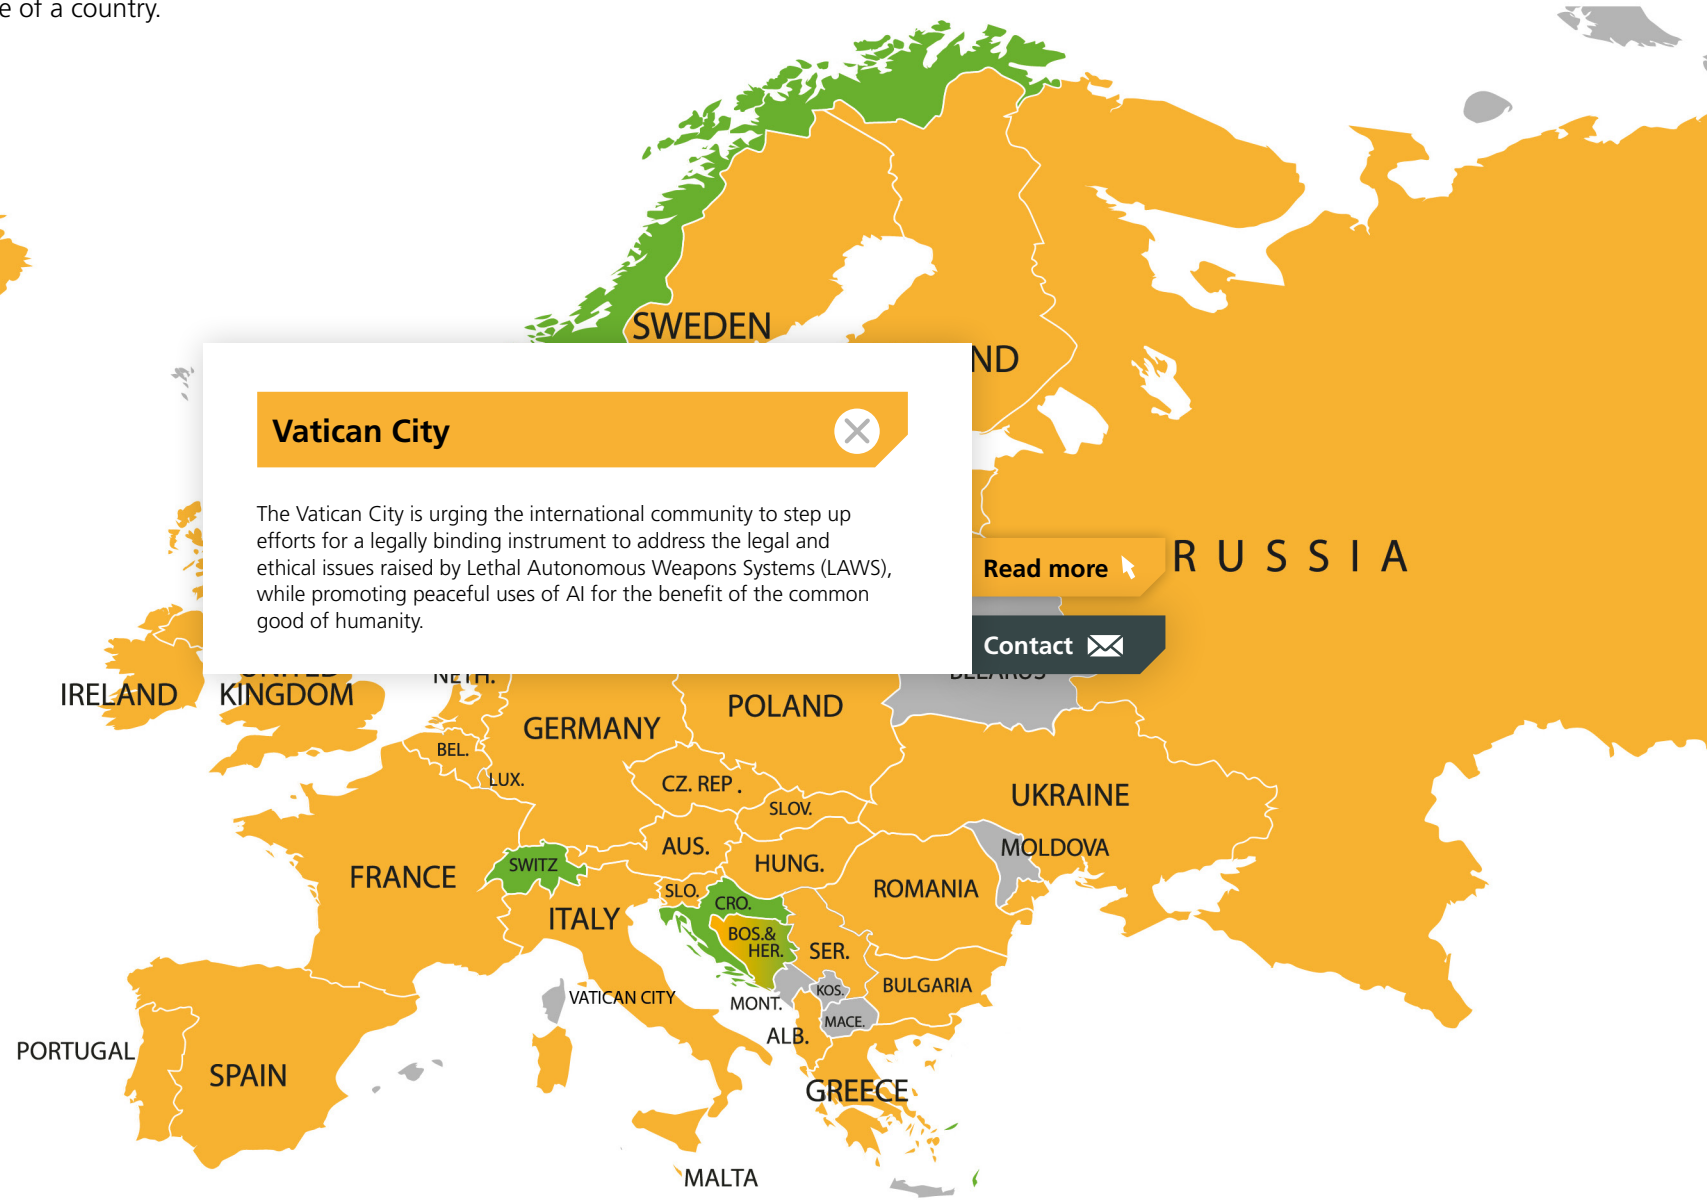 e of a country.
SWEDEN
ND
Vatican City
The Vatican City is urging the international community to step up
efforts for a legally binding instrument to address the legal and
ethical issues raised by Lethal Autonomous Weapons Systems (LAWS),
while promoting peaceful uses of AI for the benefit of the common
good of humanity.
Read more
RUSSIA
Contact
BELARUS
IRELAND
UNITED
KINGDOM
NETH.
GERMANY
POLAND
BEL.
LUX.
CZ. REP.
SLOV.
UKRAINE
AUS.
HUNG.
MOLDOVA
FRANCE
SWITZ
SLO.
CRO.
ROMANIA
ITALY
BOS.&
HER.
SER.
BULGARIA
VATICAN CITY
MONT.
KOS.
MACE.
ALB.
PORTUGAL
SPAIN
GREECE
MALTA